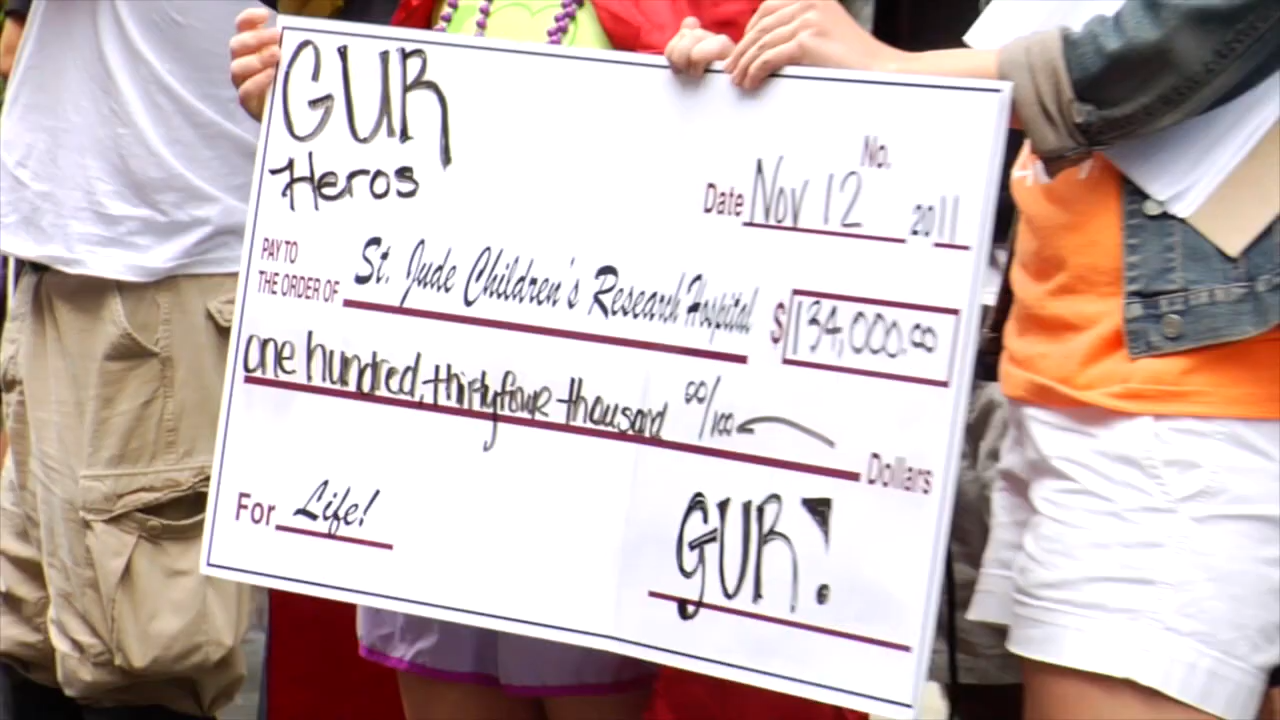 GUR
Heros
No.
Date Nov 12 2011
PAY TO
THE ORDER OF St. Jude Children's Research Hospital $ 134,000.00
one hundred, thirtyfour thousand 00/100 Dollars
For Life!
GUR!